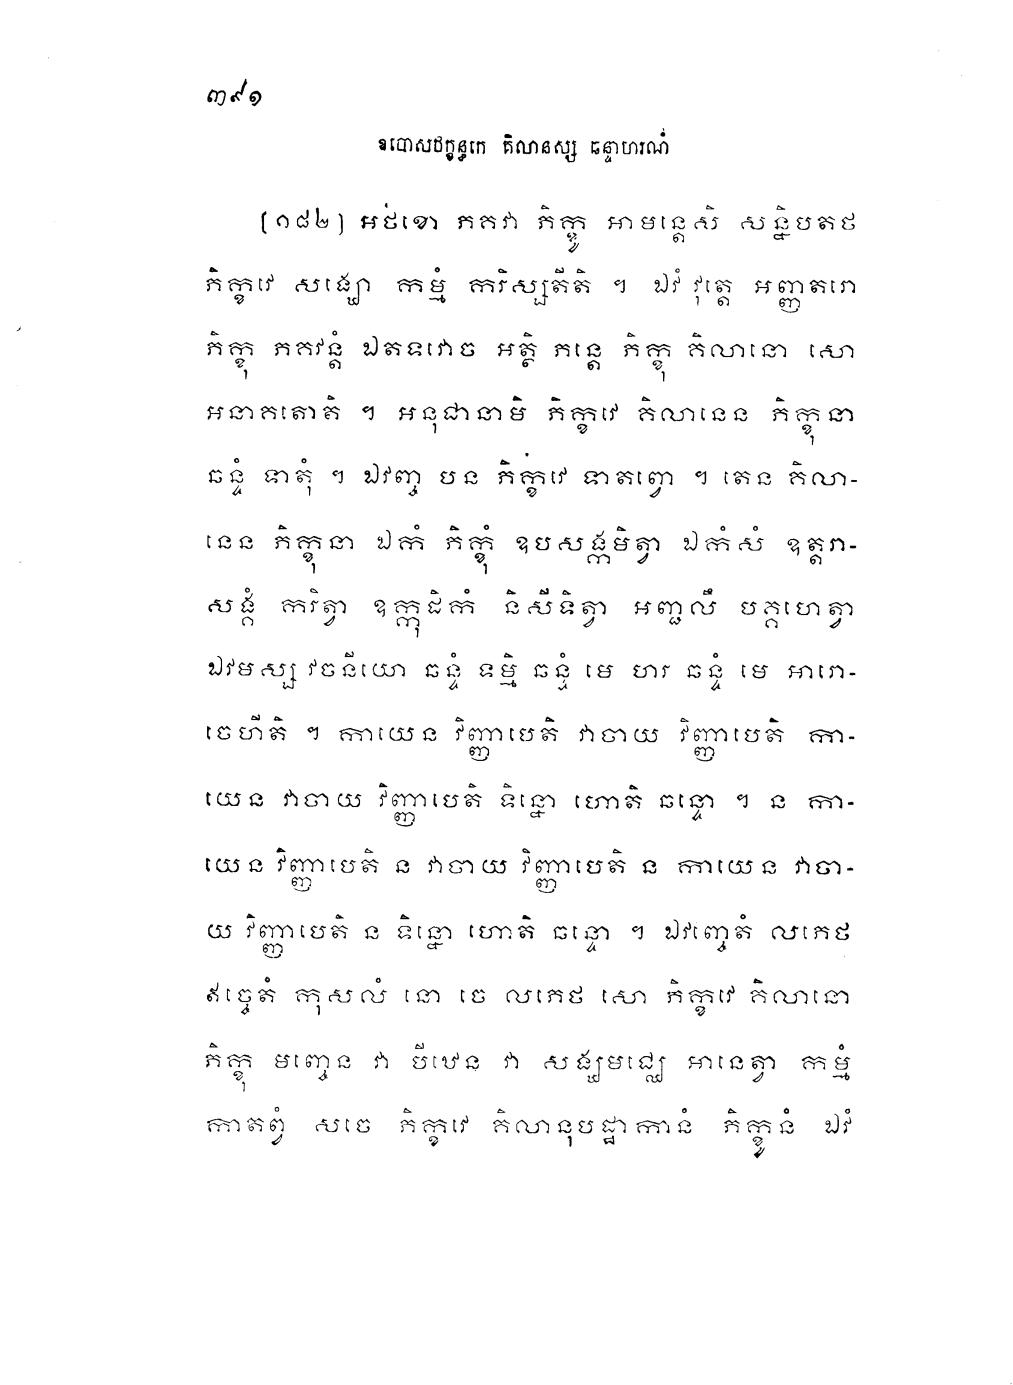 ៣៩១
ឧបោសថក្ខន្ធកេ គិលានស្ស ឆន្ទាហរណំ
(១៨២) អថខោ ភគវា ភិក្ខូ អាមន្តេសិ សន្និបតថ
ភិក្ខវេ សង្ឃោ កម្មំ ករិស្សតីតិ ។ ឯវំ វុត្តេ អញ្ញតរោ
ភិក្ខុ ភគវន្តំ ឯតទវោច អត្ថិ ភន្តេ ភិក្ខុ គិលានោ សោ
អនាគតោតិ ។ អនុជានាមិ ភិក្ខវេ គិលានេន ភិក្ខុនា
ឆន្ទំ ទាតុំ ។ ឯវញ្ច បន ភិក្ខវេ ទាតព្វោ ។ តេន គិលា-
នេន ភិក្ខុនា ឯកំ ភិក្ខុំ ឧបសង្កមិត្វា ឯកំសំ ឧត្តរា-
សង្គំ ករិត្វា ឧក្កុដិកំ និសីទិត្វា អញ្ជលឹ បគ្គហេត្វា
ឯវមស្ស វចនីយោ ឆន្ទំ ទម្មិ ឆន្ទំ មេ ហរ ឆន្ទំ មេ អារោ-
ចេហីតិ ។ កាយេន វិញ្ញាបេតិ វាចាយ វិញ្ញាបេតិ កា-
យេន វាចាយ វិញ្ញាបេតិ ទិន្នោ ហោតិ ឆន្ទោ ។ ន កា-
យេន វិញ្ញាបេតិ ន វាចាយ វិញ្ញាបេតិ ន កាយេន វាចា-
យ វិញ្ញាបេតិ ន ទិន្នោ ហោតិ ឆន្ទោ ។ ឯវញ្ចេតំ លភេថ
ឥច្ចេតំ កុសលំ នោ ចេ លភេថ សោ ភិក្ខវេ គិលានោ
ភិក្ខុ មញ្ចេន វា បីឋេន វា សង្ឃមជ្ឈេ អានេត្វា កម្មំ
កាតព្វំ សចេ ភិក្ខវេ គិលានុបដ្ឋាកានំ ភិក្ខូនំ ឯវំ